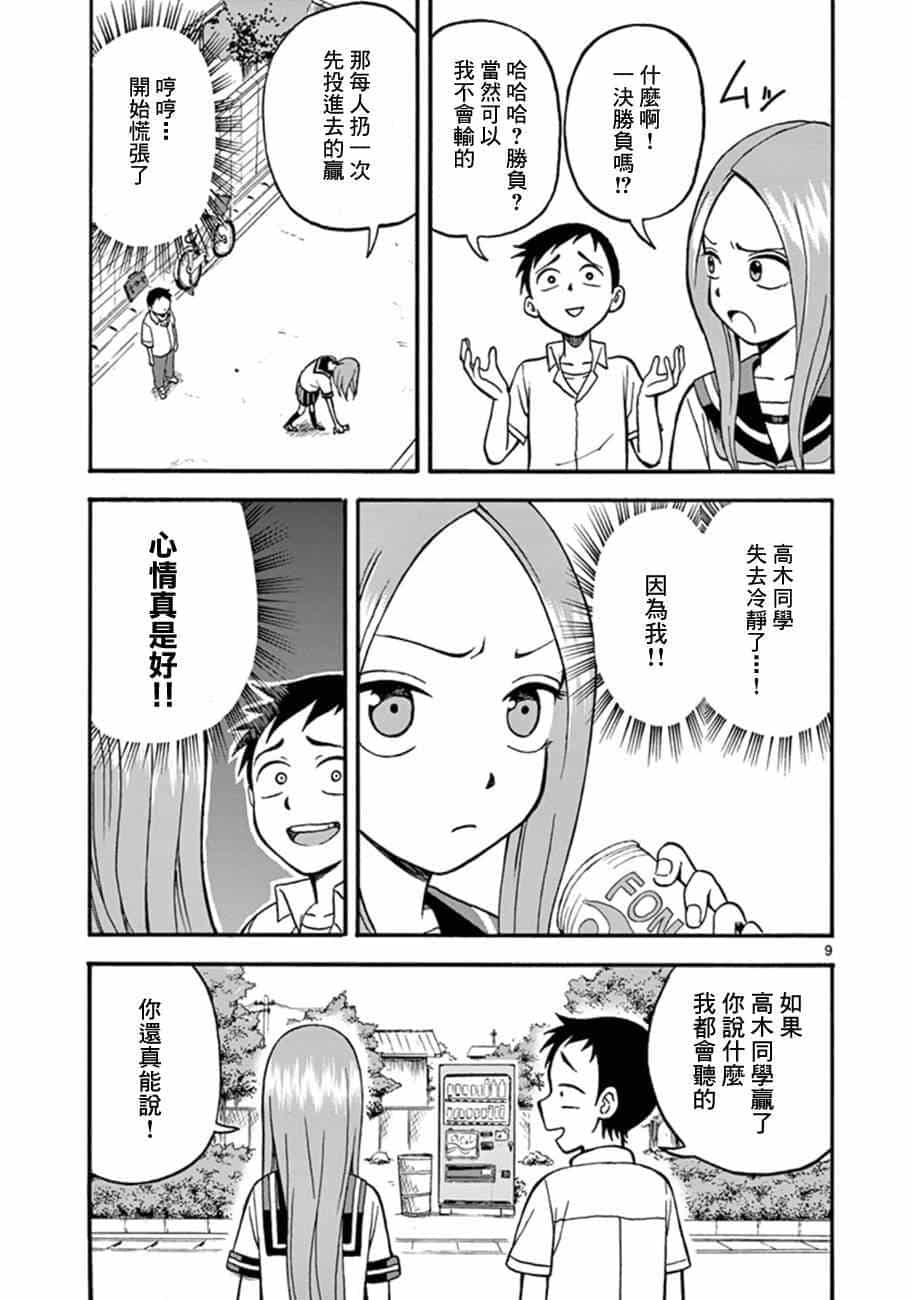 什麼啊!
一決勝負嗎!?
ムッ
哈哈哈?勝負?
當然可以
我不會輸的
那每人扔一次
先投進去的贏
哼哼…
開始慌張了
高木同學
失去冷靜了…!
因為我!!
FON
心情真是好!!
9
如果
高木同學贏了
你說什麼
我都會聽的
你還真能說!